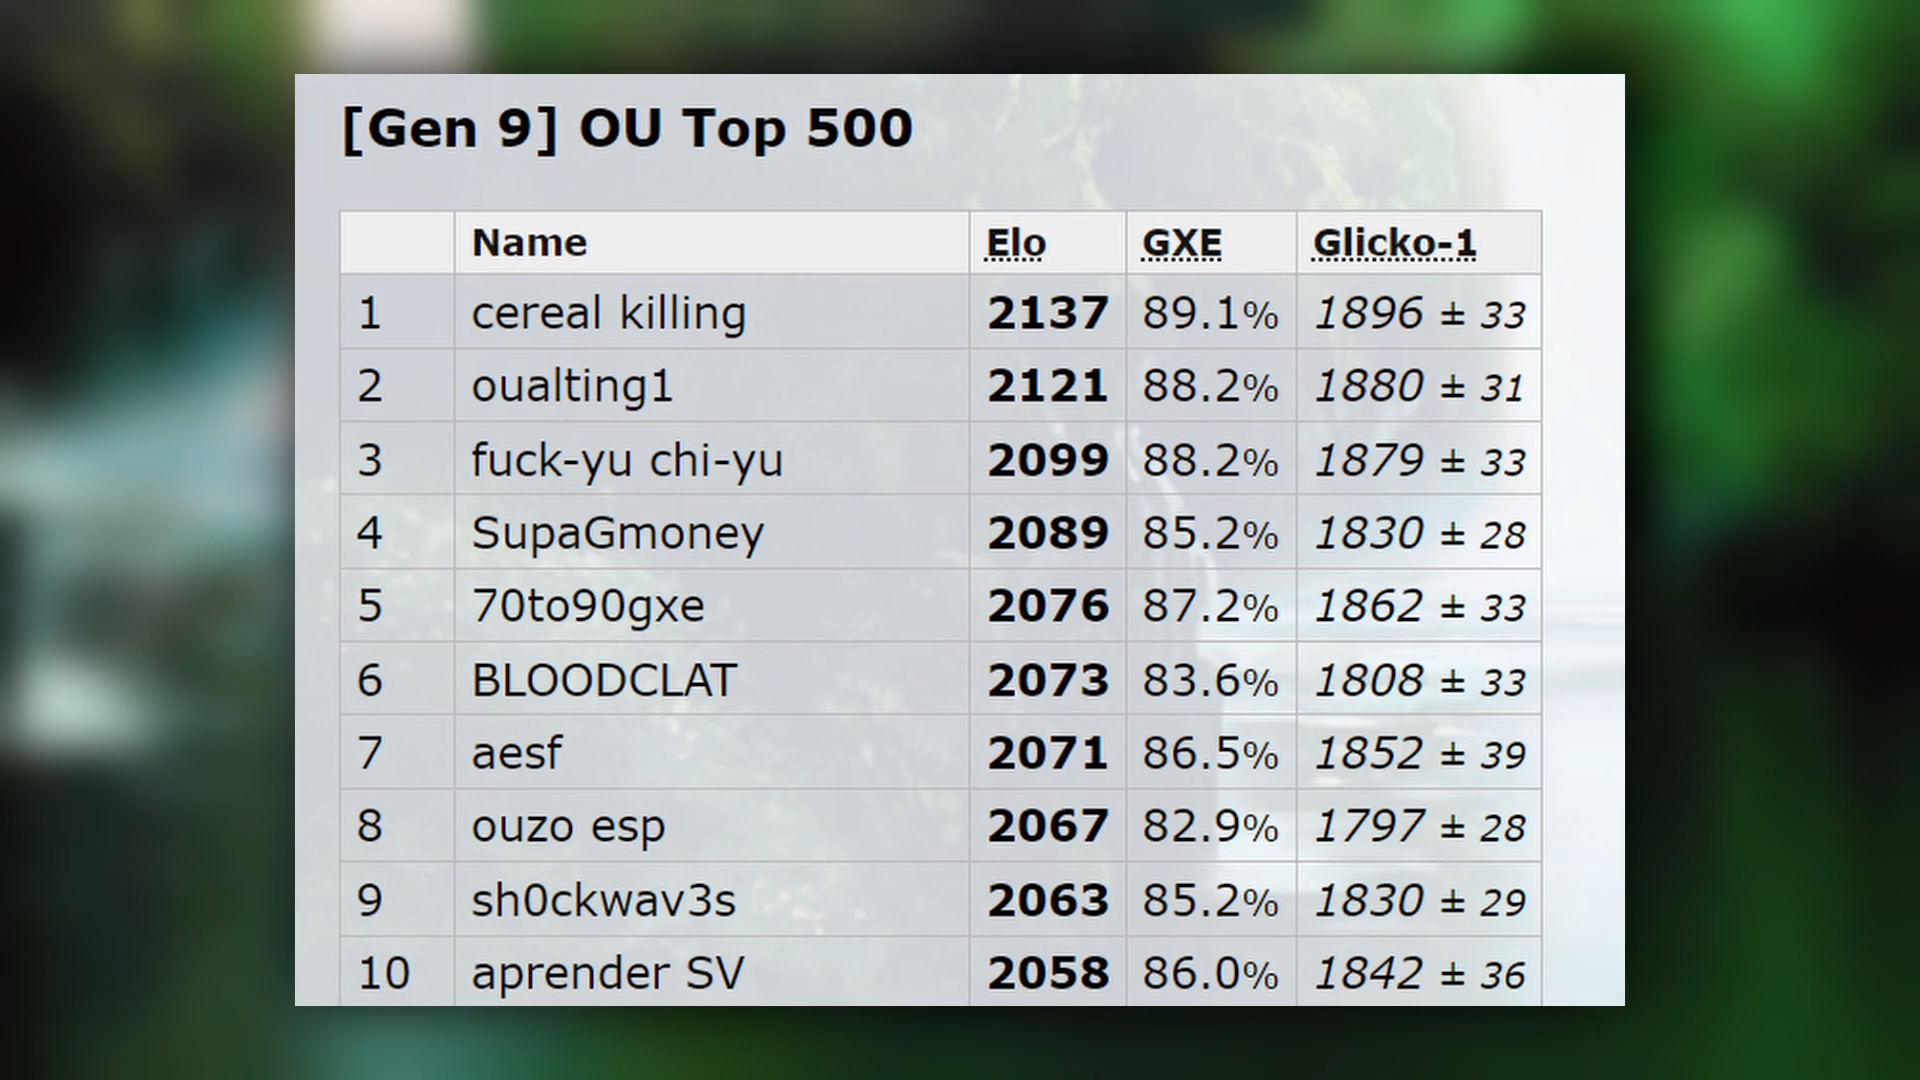 [Gen 9] OU Top 500
Name Elo GXE Glicko-1
1 cereal killing 2137 89.1% 1896 ± 33
2 oualting1 2121 88.2% 1880 ± 31
3 fuck-yu chi-yu 2099 88.2% 1879 ± 33
4 SupaGmoney 2089 85.2% 1830 ± 28
5 70to90gxe 2076 87.2% 1862 ± 33
6 BLOODCLAT 2073 83.6% 1808 ± 33
7 aesf 2071 86.5% 1852 ± 39
8 ouzo esp 2067 82.9% 1797 ± 28
9 sh0ckwav3s 2063 85.2% 1830 ± 29
10 aprender SV 2058 86.0% 1842 ± 36